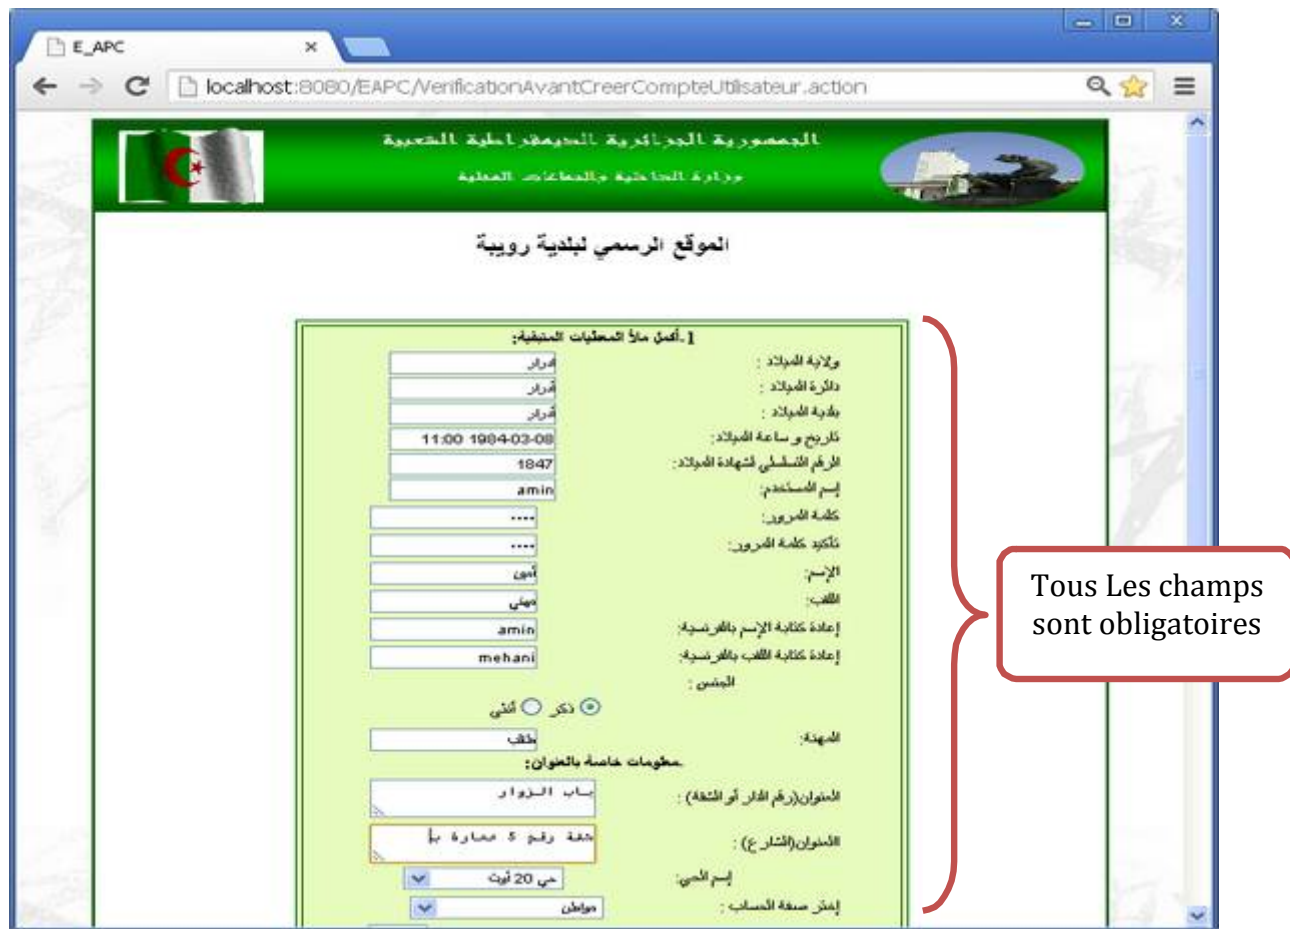 E_APC
localhost:8080/EAPC/VerificationAvantCreerCompteUtilisateur.action
الجمهورية الجزائرية الديمقراطية الشعبية
وزارة الداخلية والجماعات المحلية
الموقع الرسمي لبلدية رويبة
1.أكمل ملأ المعطيات المتبقية:
ولاية الميلاد : أدرار
دائرة الميلاد : أدرار
بلدية الميلاد : أدرار
تاريخ و ساعة الميلاد: 1984-03-08 11:00
الرقم التسلسلي لشهادة الميلاد: 1847
إسم المستخدم: amin
كلمة المرور: ••••
تأكيد كلمة المرور: ••••
الإسم: أمين
اللقب: مهني
إعادة كتابة الإسم بالفرنسية: amin
إعادة كتابة اللقب بالفرنسية: mehani
الجنس :
ذكر أنثى
المهنة: طالب
معلومات خاصة بالعنوان:
العنوان(رقم الدار أو الشقة) : باب الزوار
العنوان(الشارع) : شقة رقم 5 عمارة بأ
إسم الحي: حي 20 أوت
إختر صفة الحساب : مواطن
Tous Les champs
sont obligatoires